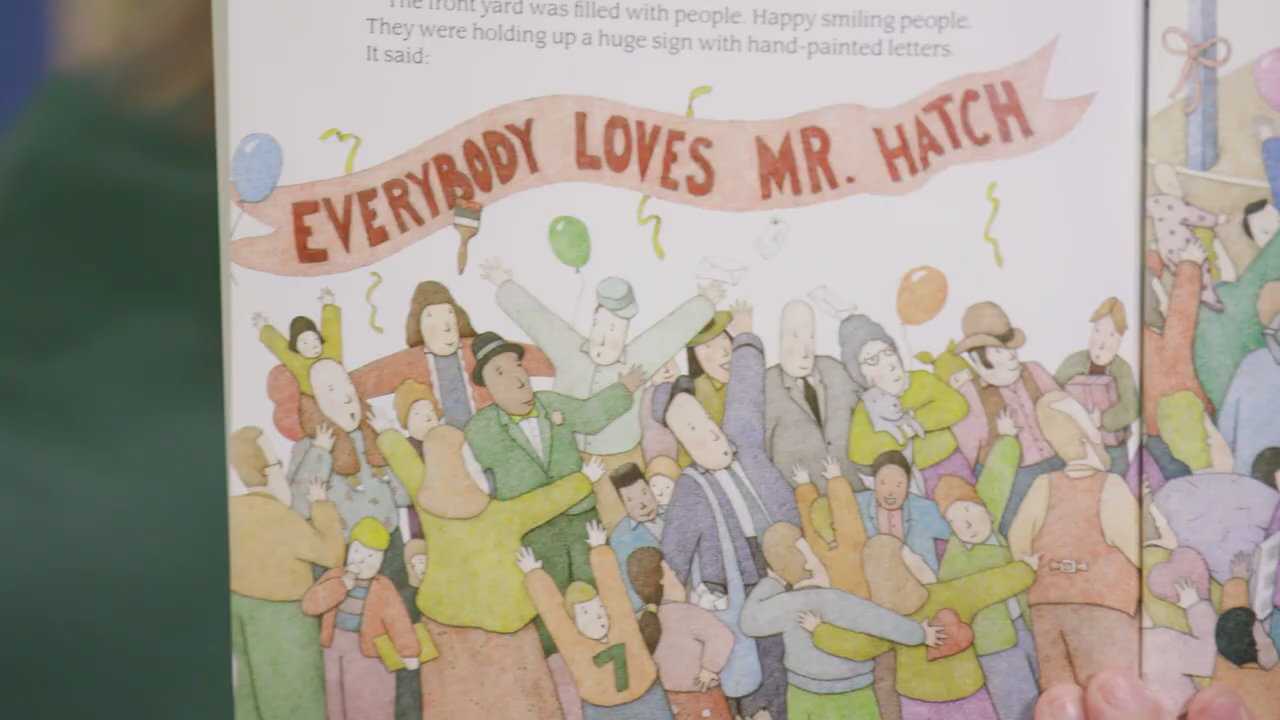 The front yard was filled with people. Happy smiling people.
They were holding up a huge sign with hand-painted letters.
It said:
EVERYBODY LOVES MR. HATCH
7